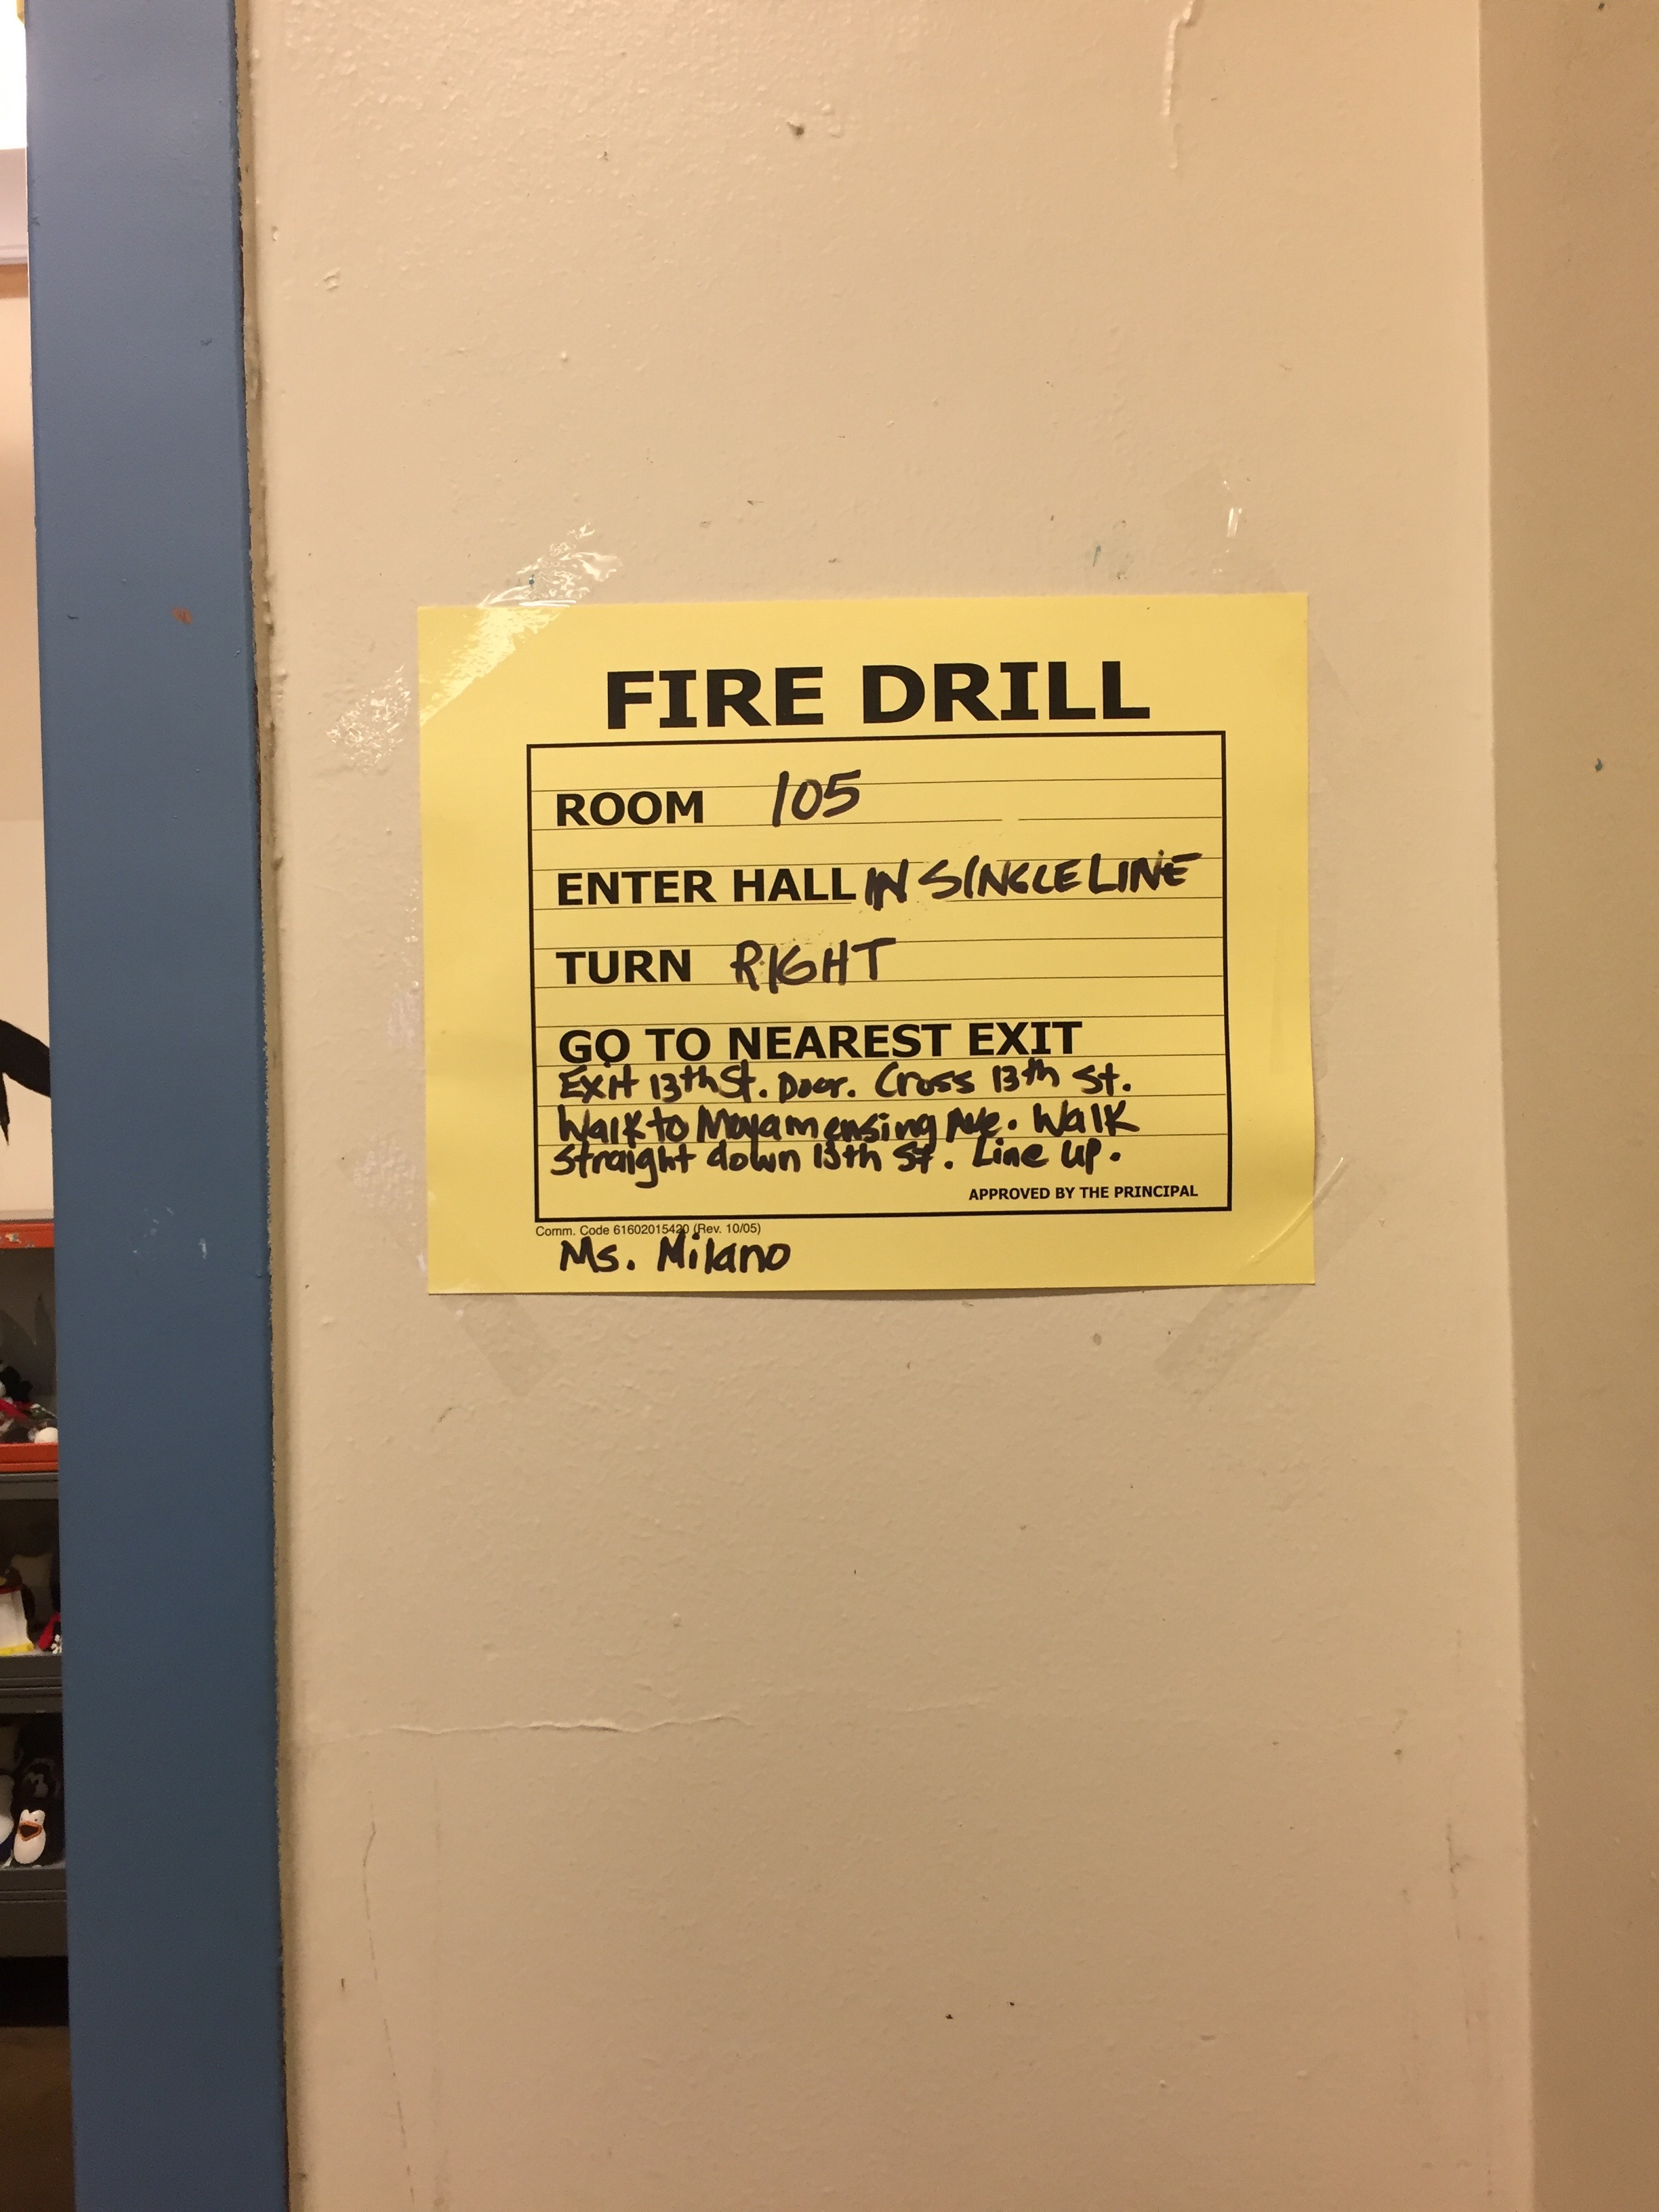 FIRE DRILL
ROOM 105
ENTER HALL IN SINGLE LINE
TURN RIGHT
GO TO NEAREST EXIT
Exit 13th St. Door. Cross 13th St.
Walk to Moyamensing Ave. Walk
straight down 13th St. Line up.
APPROVED BY THE PRINCIPAL
Comm. Code 61602015420 (Rev. 10/05)
Ms. Milano